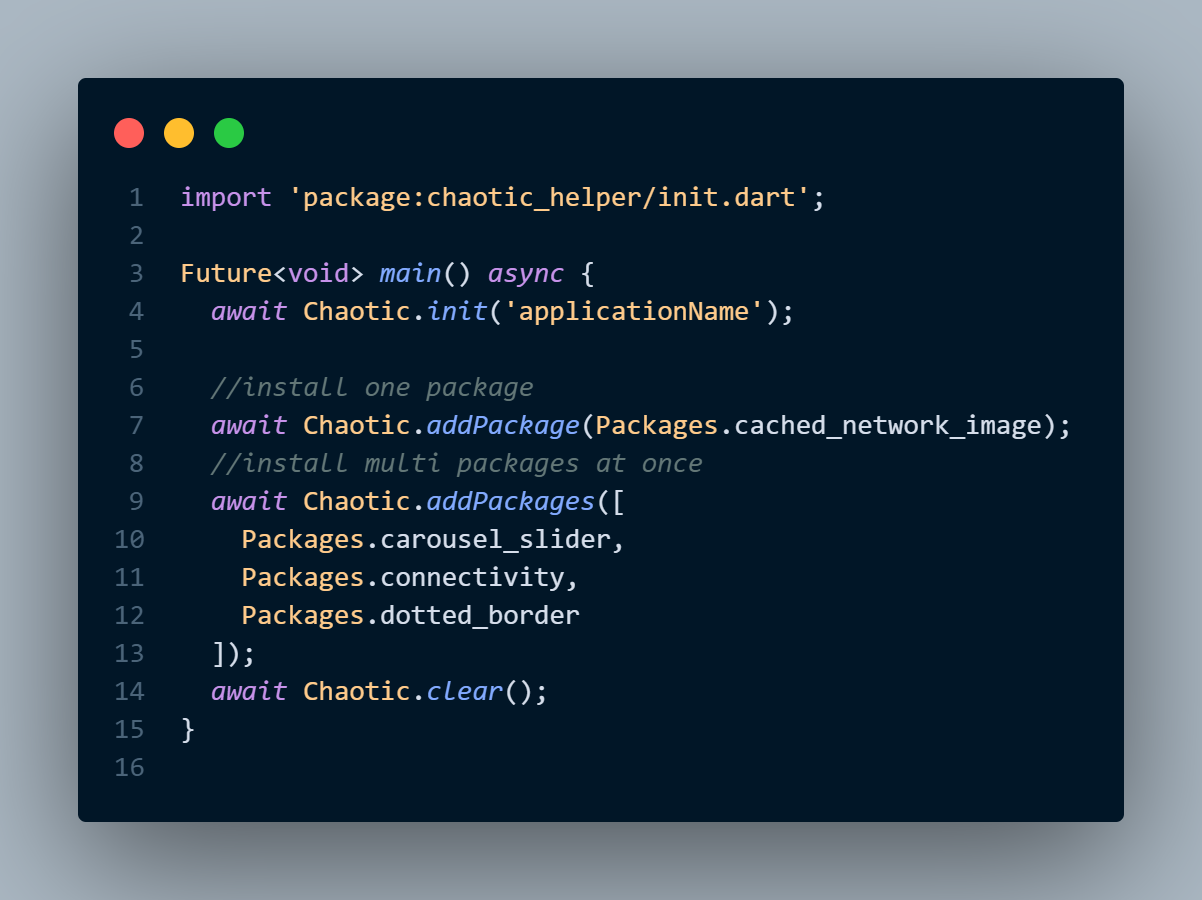 1 import 'package:chaotic_helper/init.dart';
2
3 Future<void> main() async {
4   await Chaotic.init('applicationName');
5
6   //install one package
7   await Chaotic.addPackage(Packages.cached_network_image);
8   //install multi packages at once
9   await Chaotic.addPackages([
10     Packages.carousel_slider,
11     Packages.connectivity,
12     Packages.dotted_border
13   ]);
14   await Chaotic.clear();
15 }
16